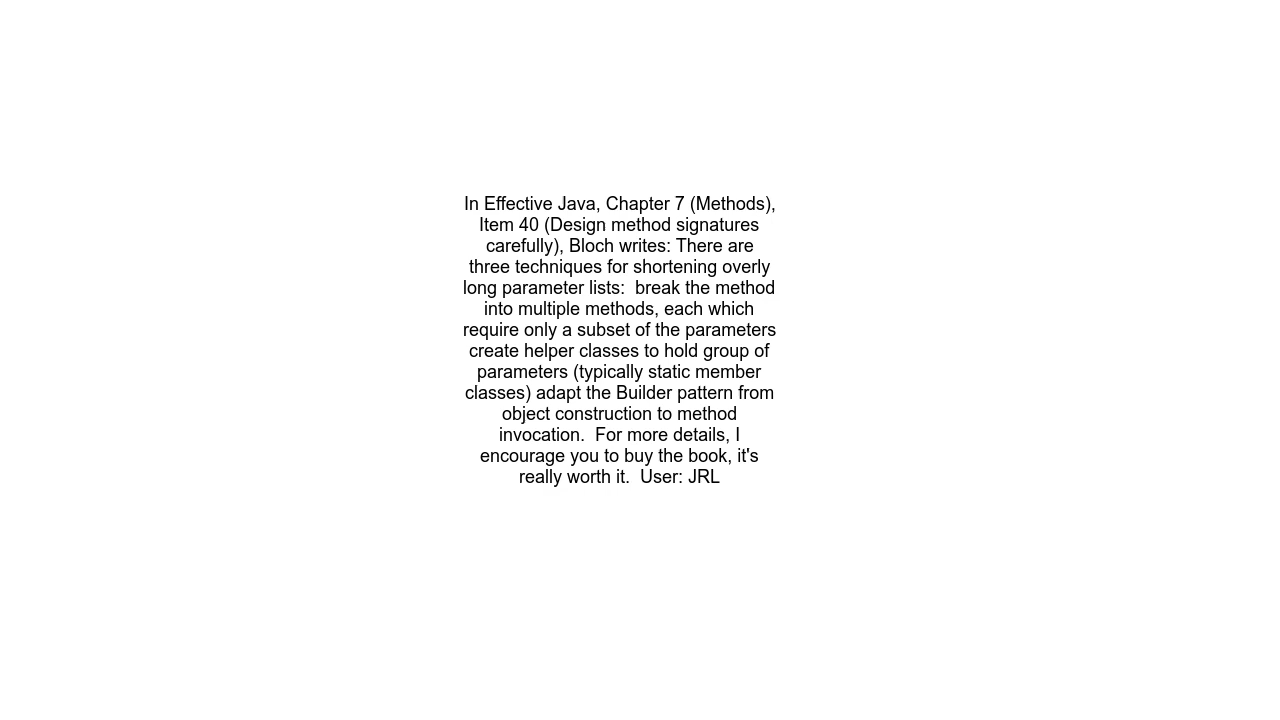 In Effective Java, Chapter 7 (Methods),
Item 40 (Design method signatures
carefully), Bloch writes: There are
three techniques for shortening overly
long parameter lists:  break the method
into multiple methods, each which
require only a subset of the parameters
create helper classes to hold group of
parameters (typically static member
classes) adapt the Builder pattern from
object construction to method
invocation.  For more details, I
encourage you to buy the book, it's
really worth it.  User: JRL